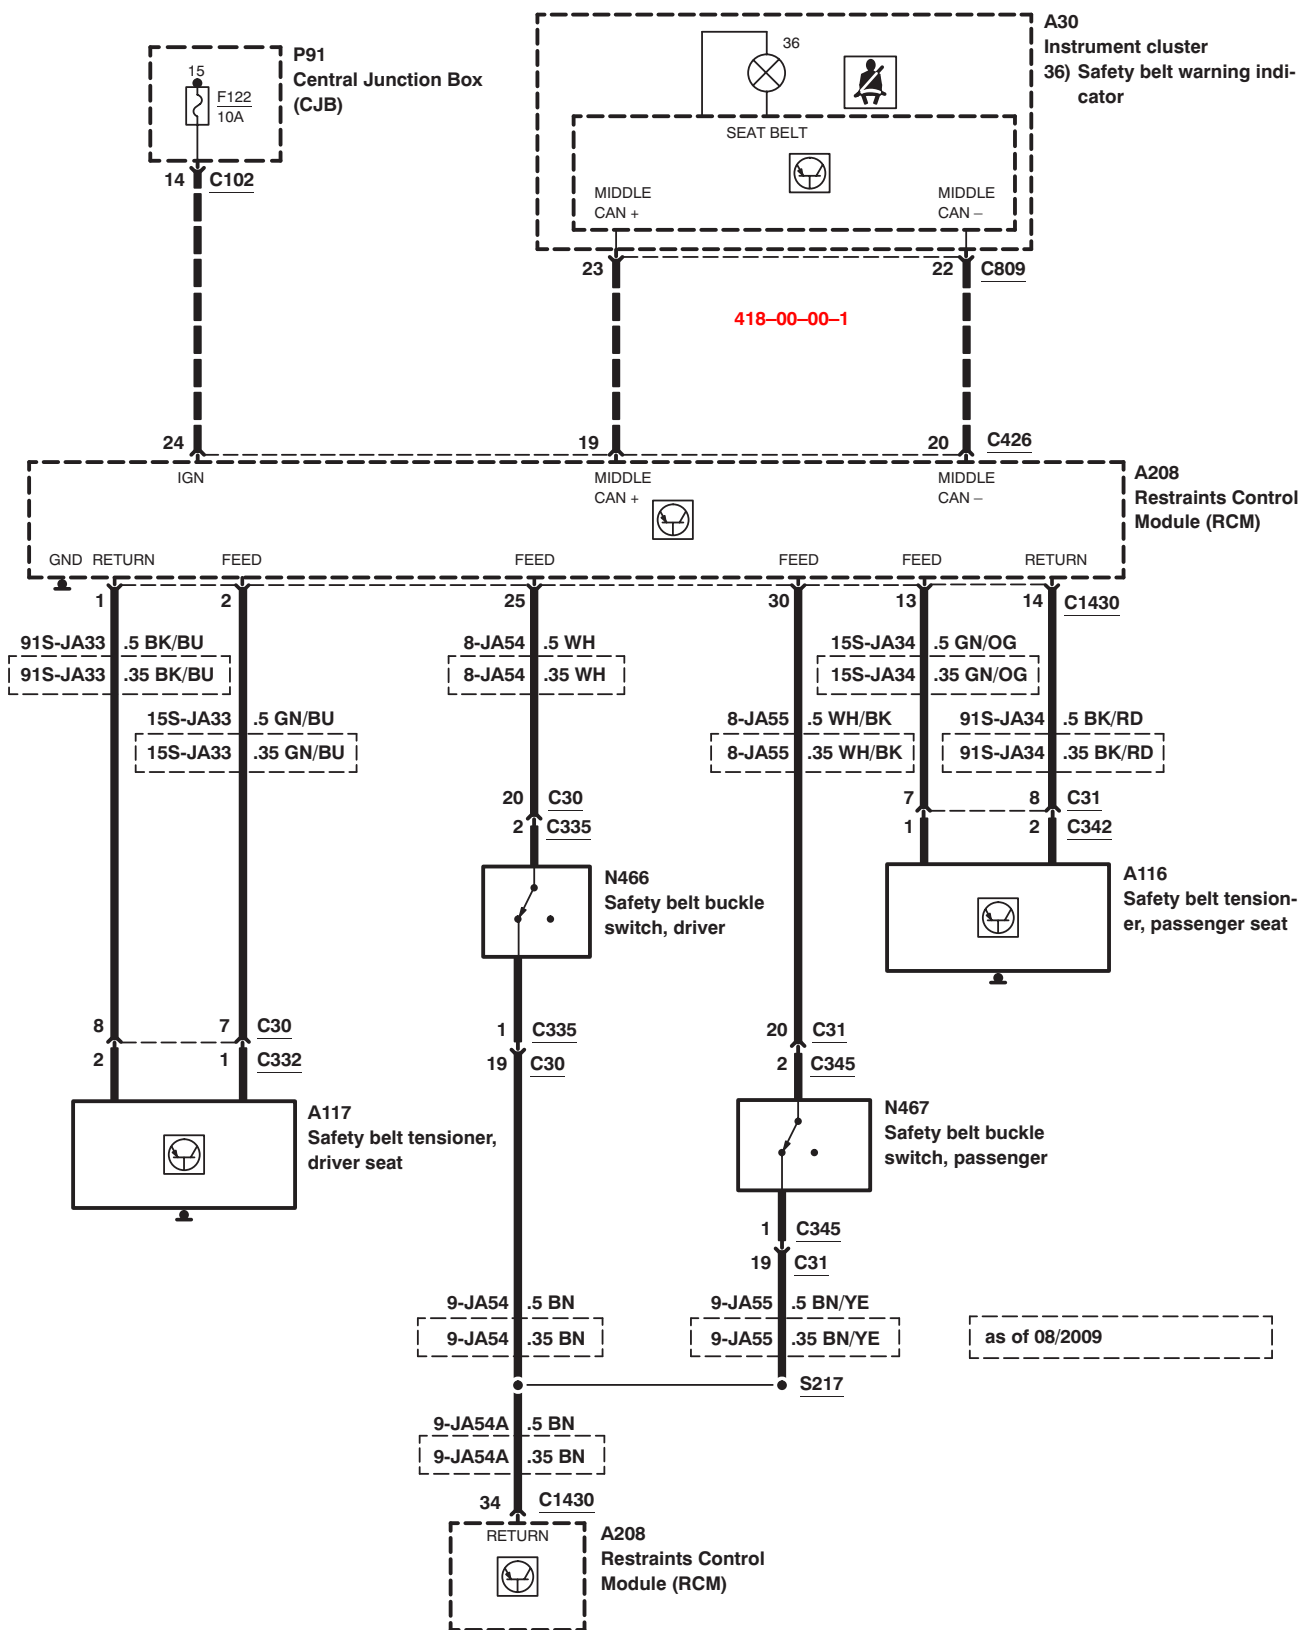 A30
Instrument cluster
36) Safety belt warning indi-
cator
36
P91
Central Junction Box
(CJB)
15
F122
10A
SEAT BELT
MIDDLE
CAN +
MIDDLE
CAN –
14 C102
23
22 C809
418–00–00–1
24
19
20 C426
IGN
MIDDLE
CAN +
MIDDLE
CAN –
A208
Restraints Control
Module (RCM)
GND RETURN FEED FEED FEED FEED RETURN
1 2 25 30 13 14 C1430
91S-JA33 .5 BK/BU
91S-JA33 .35 BK/BU
8-JA54 .5 WH
8-JA54 .35 WH
15S-JA34 .5 GN/OG
15S-JA34 .35 GN/OG
15S-JA33 .5 GN/BU
15S-JA33 .35 GN/BU
8-JA55 .5 WH/BK
8-JA55 .35 WH/BK
91S-JA34 .5 BK/RD
91S-JA34 .35 BK/RD
20 C30
2 C335
7 8 C31
1 2 C342
N466
Safety belt buckle
switch, driver
A116
Safety belt tension-
er, passenger seat
8 7 C30
2 1 C332
1 C335
19 C30
20 C31
2 C345
A117
Safety belt tensioner,
driver seat
N467
Safety belt buckle
switch, passenger
1 C345
19 C31
9-JA54 .5 BN
9-JA54 .35 BN
9-JA55 .5 BN/YE
9-JA55 .35 BN/YE
as of 08/2009
S217
9-JA54A .5 BN
9-JA54A .35 BN
34 C1430
RETURN
A208
Restraints Control
Module (RCM)